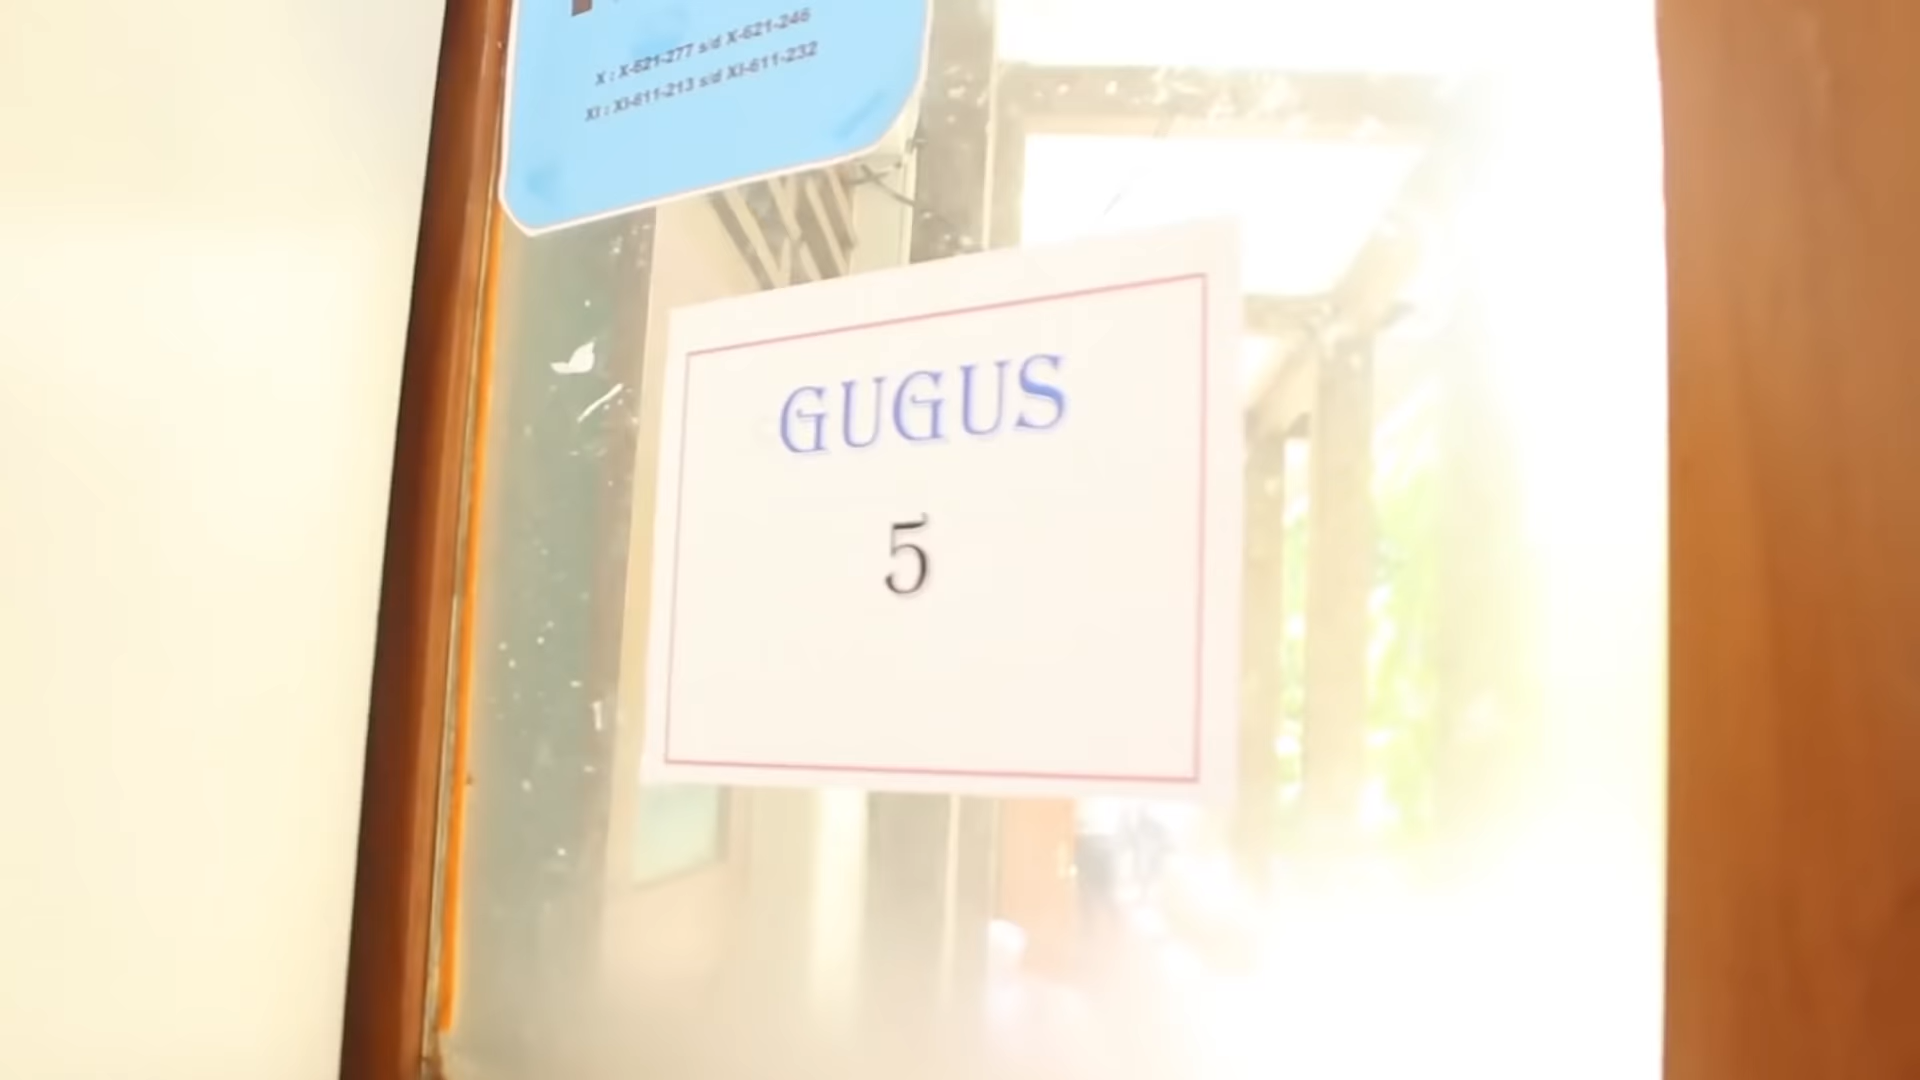 X : X-621-277 s/d X-621-246
XI : XI-611-213 s/d XI-611-232
GUGUS
5